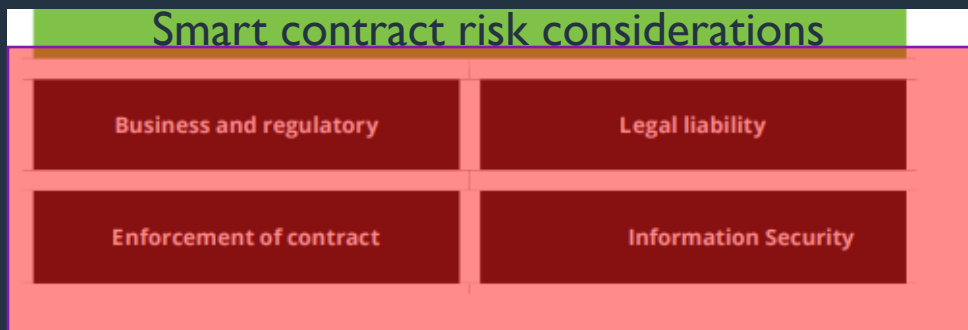 Smart contract risk considerations
Business and regulatory
Legal liability
Enforcement of contract
Information Security